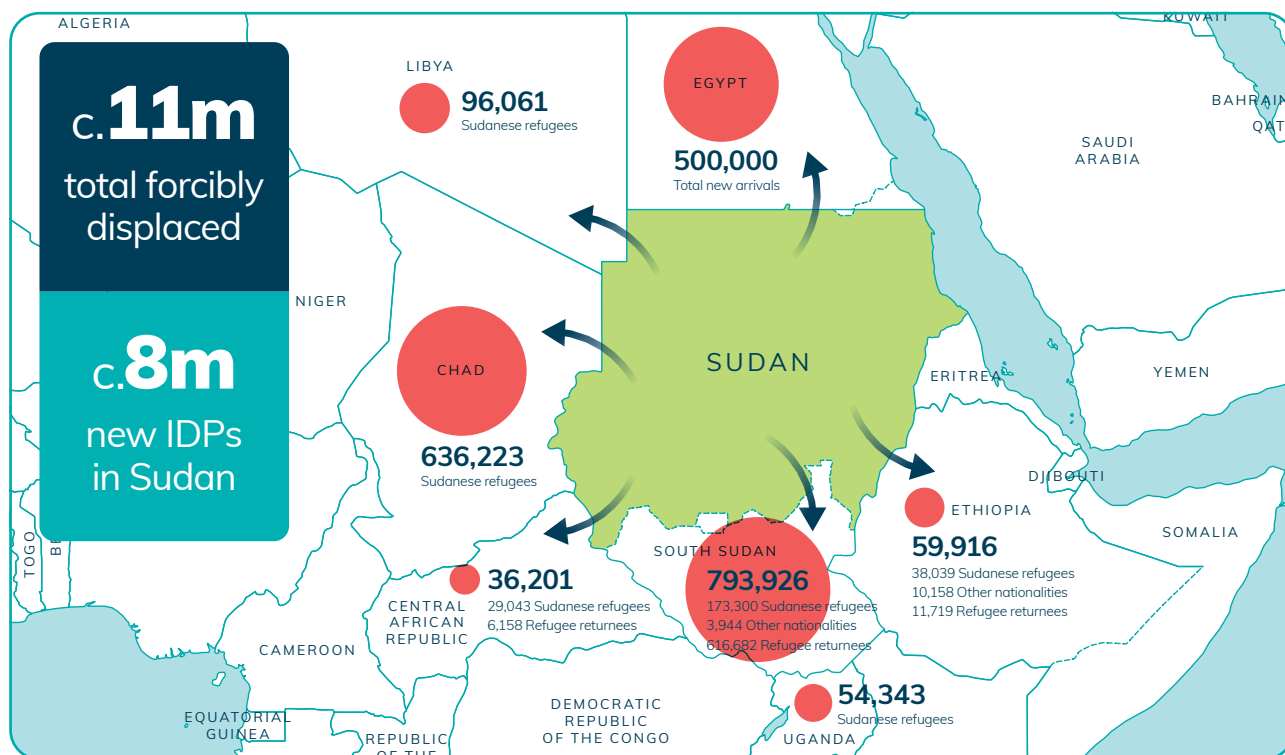 ALGERIA
KUWAIT
LIBYA
96,061
Sudanese refugees
EGYPT
500,000
Total new arrivals
BAHRAIN
SAUDI
ARABIA
c.11m
total forcibly
displaced
NIGER
c.8m
new IDPs
in Sudan
CHAD
636,223
Sudanese refugees
SUDAN
ERITREA
YEMEN
DJIBOUTI
ETHIOPIA
59,916
38,039 Sudanese refugees
10,158 Other nationalities
11,719 Refugee returnees
SOMALIA
TOGO
SOUTH SUDAN
793,926
173,300 Sudanese refugees
3,944 Other nationalities
616,682 Refugee returnees
36,201
29,043 Sudanese refugees
6,158 Refugee returnees
CENTRAL
AFRICAN
REPUBLIC
CAMEROON
EQUATORIAL
GUINEA
REPUBLIC
OF THE
DEMOCRATIC
REPUBLIC
OF THE CONGO
54,343
Sudanese refugees
UGANDA